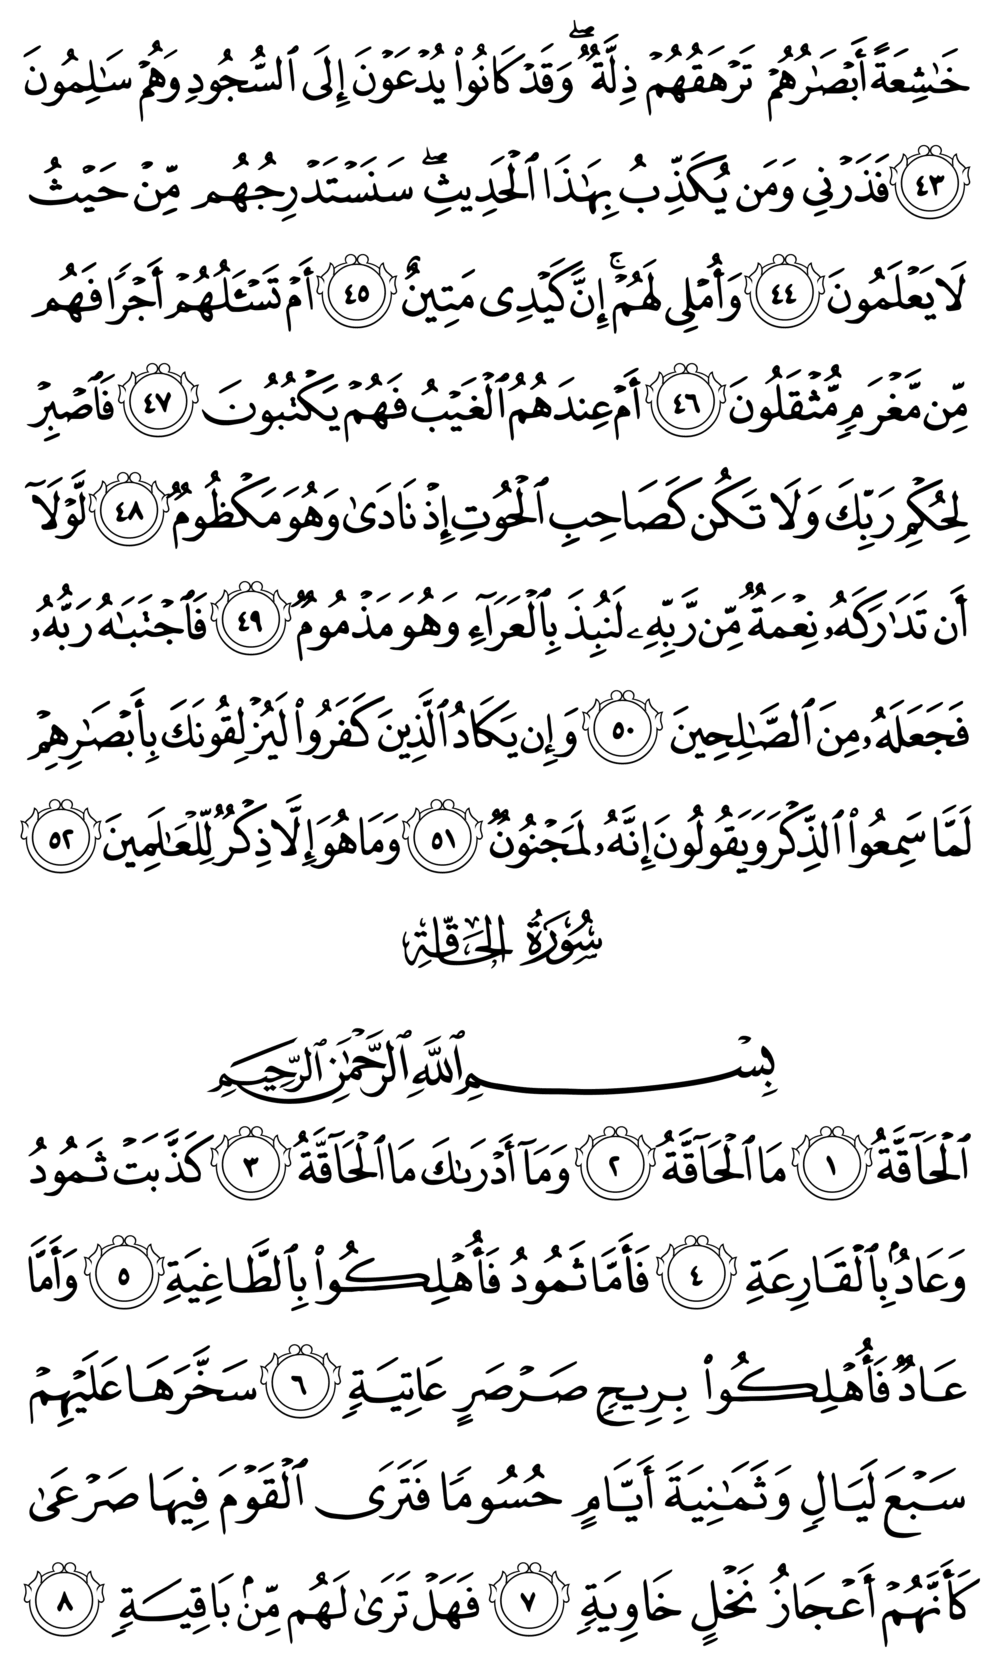 خَٰشِعَةً أَبۡصَٰرُهُمۡ تَرۡهَقُهُمۡ ذِلَّةٞۖ وَقَدۡ كَانُواْ يُدۡعَوۡنَ إِلَى ٱلسُّجُودِ وَهُمۡ سَٰلِمُونَ
٤٣ فَذَرۡنِي وَمَن يُكَذِّبُ بِهَٰذَا ٱلۡحَدِيثِۖ سَنَسۡتَدۡرِجُهُم مِّنۡ حَيۡثُ
لَا يَعۡلَمُونَ ٤٤ وَأُمۡلِي لَهُمۡۚ إِنَّ كَيۡدِي مَتِينٌ ٤٥ أَمۡ تَسۡـَٔلُهُمۡ أَجۡرٗا فَهُم
مِّن مَّغۡرَمٖ مُّثۡقَلُونَ ٤٦ أَمۡ عِندَهُمُ ٱلۡغَيۡبُ فَهُمۡ يَكۡتُبُونَ ٤٧ فَٱصۡبِرۡ
لِحُكۡمِ رَبِّكَ وَلَا تَكُن كَصَاحِبِ ٱلۡحُوتِ إِذۡ نَادَىٰ وَهُوَ مَكۡظُومٞ ٤٨ لَّوۡلَآ
أَن تَدَٰرَكَهُۥ نِعۡمَةٞ مِّن رَّبِّهِۦ لَنُبِذَ بِٱلۡعَرَآءِ وَهُوَ مَذۡمُومٞ ٤٩ فَٱجۡتَبَٰهُ رَبُّهُۥ
فَجَعَلَهُۥ مِنَ ٱلصَّٰلِحِينَ ٥٠ وَإِن يَكَادُ ٱلَّذِينَ كَفَرُواْ لَيُزۡلِقُونَكَ بِأَبۡصَٰرِهِمۡ
لَمَّا سَمِعُواْ ٱلذِّكۡرَ وَيَقُولُونَ إِنَّهُۥ لَمَجۡنُونٞ ٥١ وَمَا هُوَ إِلَّا ذِكۡرٞ لِّلۡعَٰلَمِينَ ٥٢
سُورَةُ الحَاقَّةِ
بِسۡمِ ٱللَّهِ ٱلرَّحۡمَٰنِ ٱلرَّحِيمِ
ٱلۡحَآقَّةُ ١ مَا ٱلۡحَآقَّةُ ٢ وَمَآ أَدۡرَىٰكَ مَا ٱلۡحَآقَّةُ ٣ كَذَّبَتۡ ثَمُودُ
وَعَادُۢ بِٱلۡقَارِعَةِ ٤ فَأَمَّا ثَمُودُ فَأُهۡلِكُواْ بِٱلطَّاغِيَةِ ٥ وَأَمَّا
عَادٞ فَأُهۡلِكُواْ بِرِيحٖ صَرۡصَرٍ عَاتِيَةٖ ٦ سَخَّرَهَا عَلَيۡهِمۡ
سَبۡعَ لَيَالٖ وَثَمَٰنِيَةَ أَيَّامٍ حُسُومٗا فَتَرَى ٱلۡقَوۡمَ فِيهَا صَرۡعَىٰ
كَأَنَّهُمۡ أَعۡجَازُ نَخۡلٍ خَاوِيَةٖ ٧ فَهَلۡ تَرَىٰ لَهُم مِّنۢ بَاقِيَةٖ ٨